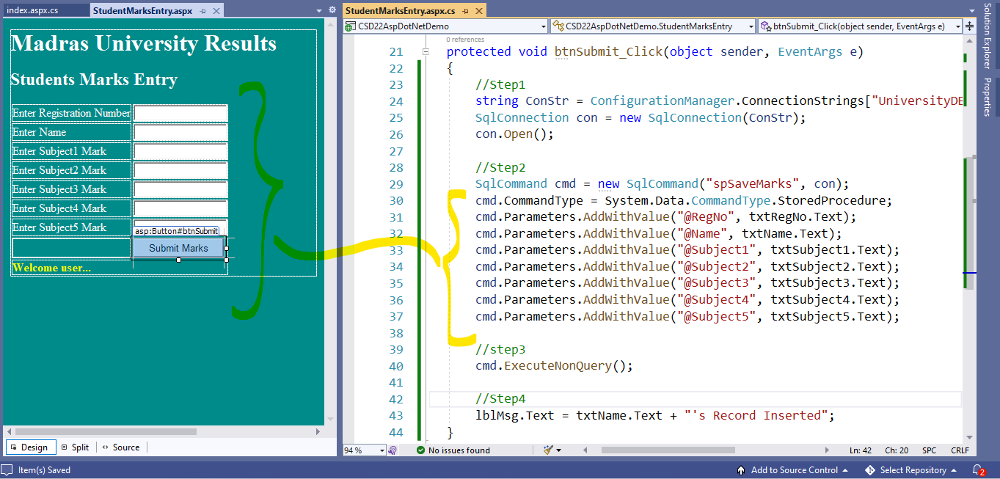 index.aspx.cs
StudentMarksEntry.aspx
Madras University Results
Students Marks Entry
Enter Registration Number
Enter Name
Enter Subject1 Mark
Enter Subject2 Mark
Enter Subject3 Mark
Enter Subject4 Mark
Enter Subject5 Mark
asp:Button#btnSubmit
Submit Marks
Welcome user...
Design Split Source
StudentMarksEntry.aspx.cs
CSD22AspDotNetDemo
CSD22AspDotNetDemo.StudentMarksEntry
btnSubmit_Click(object sender, EventArgs e)
0 references
21 protected void btnSubmit_Click(object sender, EventArgs e)
22 {
23 //Step1
24 string ConStr = ConfigurationManager.ConnectionStrings["UniversityDB
25 SqlConnection con = new SqlConnection(ConStr);
26 con.Open();
27
28 //Step2
29 SqlCommand cmd = new SqlCommand("spSaveMarks", con);
30 cmd.CommandType = System.Data.CommandType.StoredProcedure;
31 cmd.Parameters.AddWithValue("@RegNo", txtRegNo.Text);
32 cmd.Parameters.AddWithValue("@Name", txtName.Text);
33 cmd.Parameters.AddWithValue("@Subject1", txtSubject1.Text);
34 cmd.Parameters.AddWithValue("@Subject2", txtSubject2.Text);
35 cmd.Parameters.AddWithValue("@Subject3", txtSubject3.Text);
36 cmd.Parameters.AddWithValue("@Subject4", txtSubject4.Text);
37 cmd.Parameters.AddWithValue("@Subject5", txtSubject5.Text);
38
39 //step3
40 cmd.ExecuteNonQuery();
41
42 //Step4
43 lblMsg.Text = txtName.Text + "'s Record Inserted";
44 }
94 % No issues found Ln: 42 Ch: 20 SPC CRLF
Solution Explorer
Properties
Item(s) Saved Add to Source Control Select Repository 2